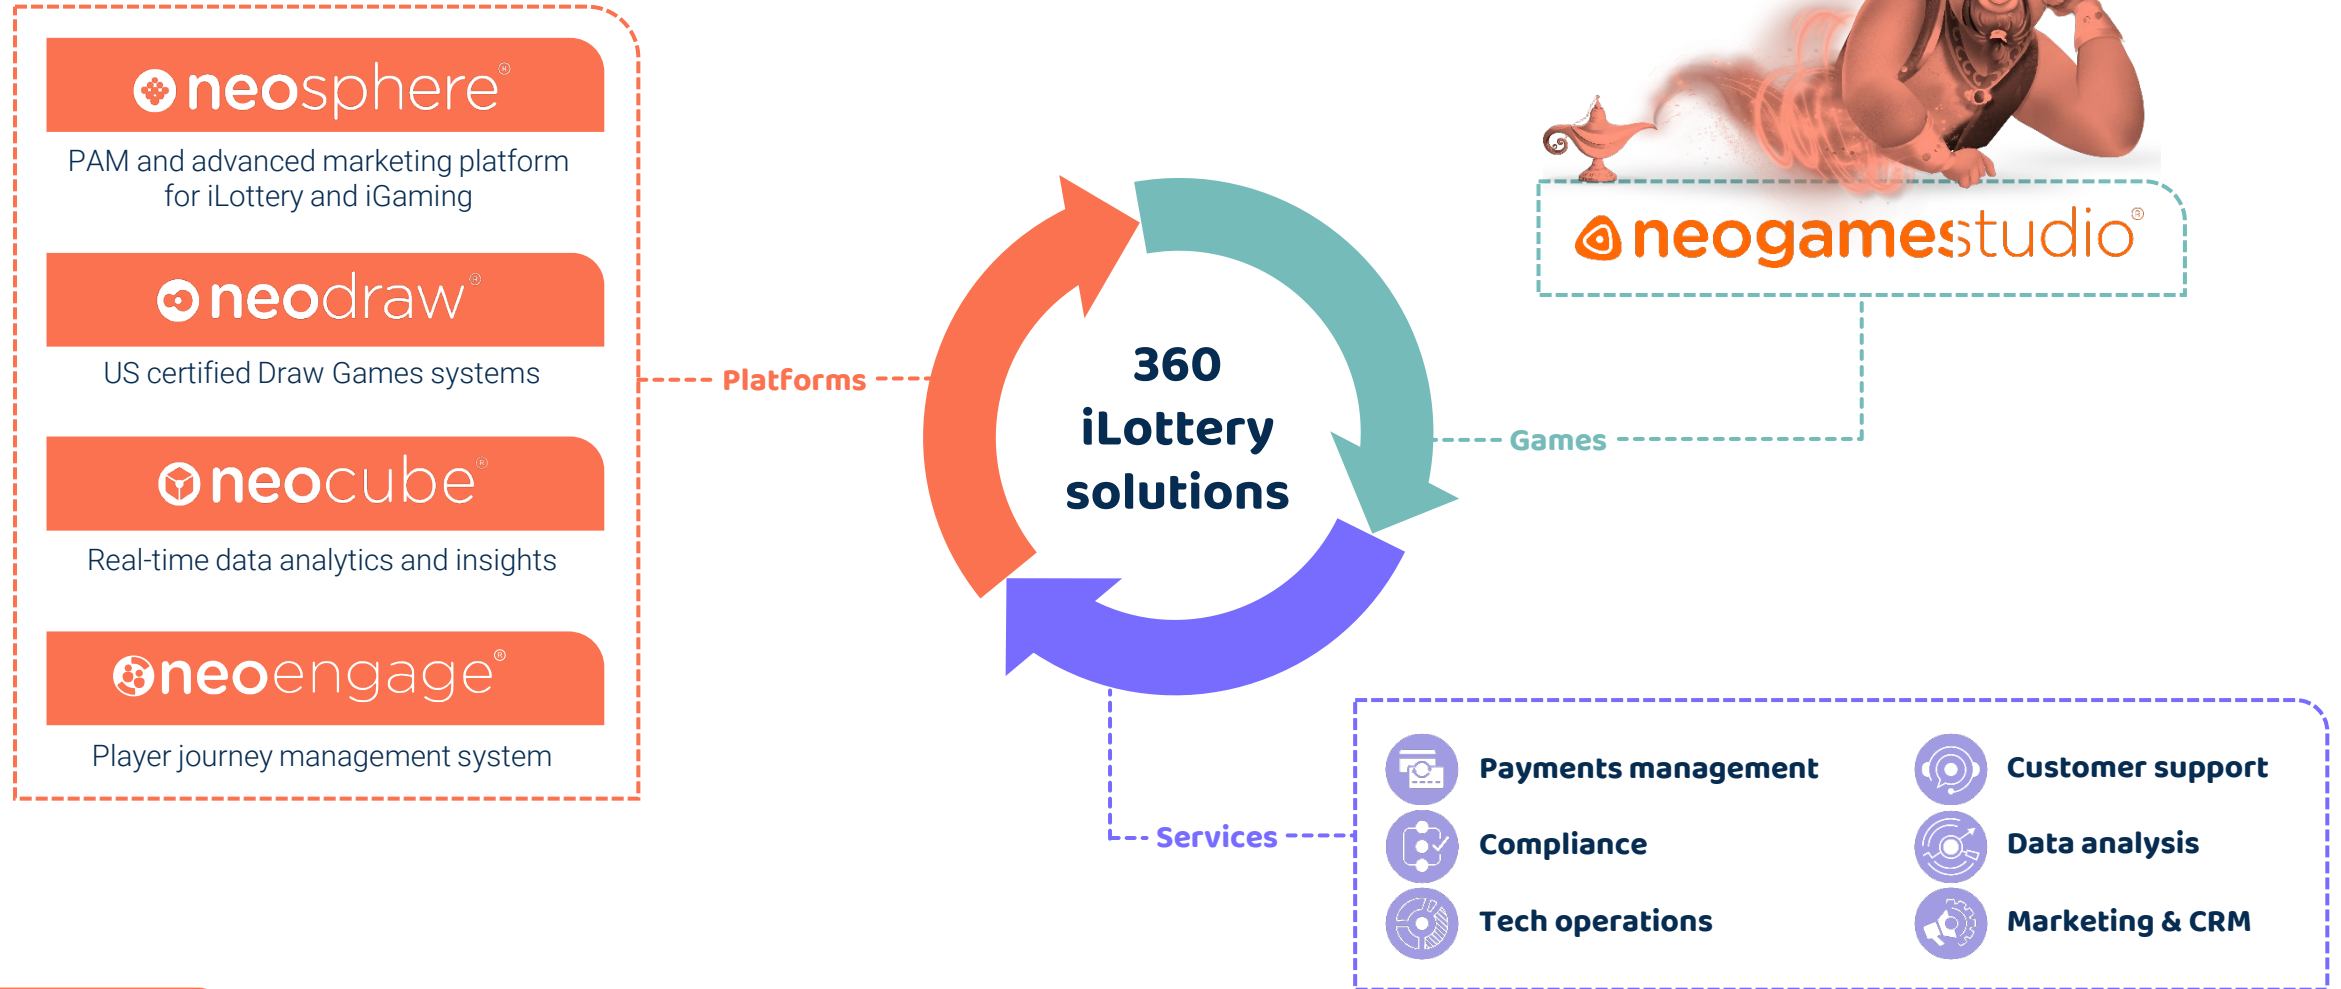 neosphere®
PAM and advanced marketing platform
for iLottery and iGaming
neodraw®
US certified Draw Games systems
neocube®
Real-time data analytics and insights
neoengage®
Player journey management system
Platforms
360
iLottery
solutions
neogamesstudio®
Games
Services
Payments management
Customer support
Compliance
Data analysis
Tech operations
Marketing & CRM